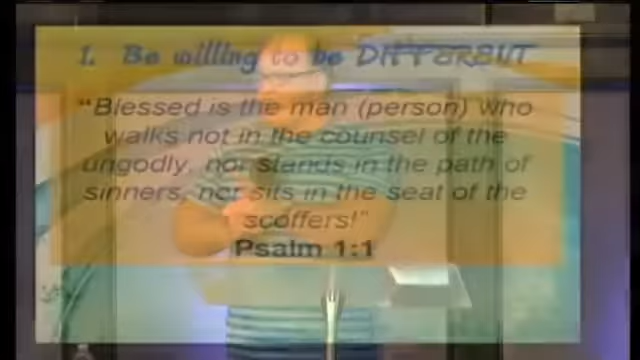 1. Be willing to be DIFFERENT
"Blessed is the man (person) who
walks not in the counsel of the
ungodly, nor stands in the path of
sinners, nor sits in the seat of the
scoffers!"
Psalm 1:1